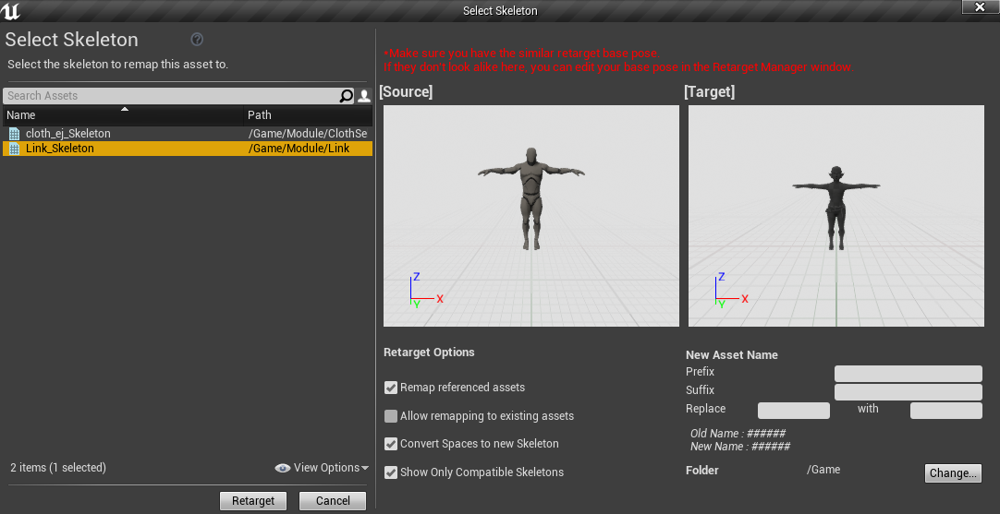 Select Skeleton
Select Skeleton
Select the skeleton to remap this asset to.
Search Assets
Name Path
cloth_ej_Skeleton /Game/Module/ClothSe
Link_Skeleton /Game/Module/Link
2 items (1 selected) View Options
Retarget Cancel
*Make sure you have the similar retarget base pose.
If they don't look alike here, you can edit your base pose in the Retarget Manager window.
[Source] [Target]
Z
X
Y
Z
X
Y
Retarget Options
Remap referenced assets
Allow remapping to existing assets
Convert Spaces to new Skeleton
Show Only Compatible Skeletons
New Asset Name
Prefix
Suffix
Replace with
Old Name : ######
New Name : ######
Folder /Game Change...